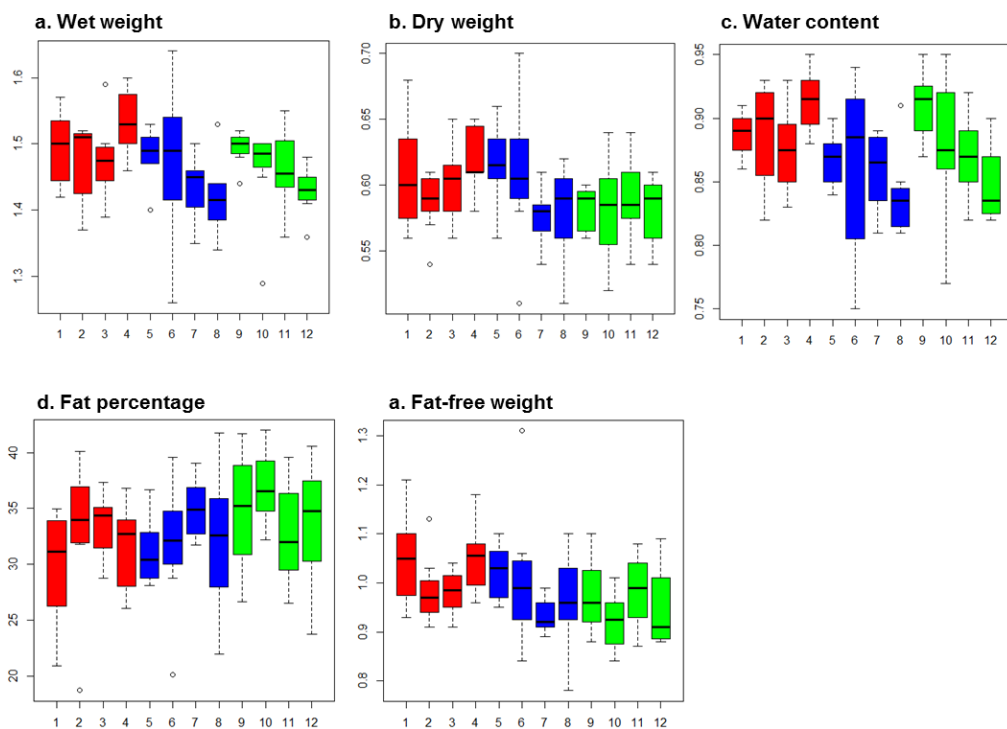 a. Wet weight
b. Dry weight
c. Water content
1.6
1.5
1.4
1.3
1 2 3 4 5 6 7 8 9 10 11 12
0.70
0.65
0.60
0.55
1 2 3 4 5 6 7 8 9 10 11 12
0.95
0.90
0.85
0.80
0.75
1 2 3 4 5 6 7 8 9 10 11 12
d. Fat percentage
a. Fat-free weight
40
35
30
25
20
1 2 3 4 5 6 7 8 9 10 11 12
1.3
1.2
1.1
1.0
0.9
0.8
1 2 3 4 5 6 7 8 9 10 11 12